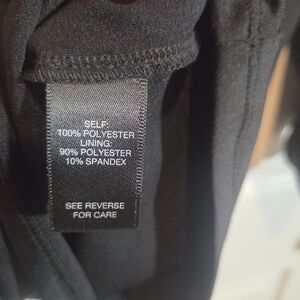 SELF:
100% POLYESTER
LINING:
90% POLYESTER
10% SPANDEX
SEE REVERSE
FOR CARE